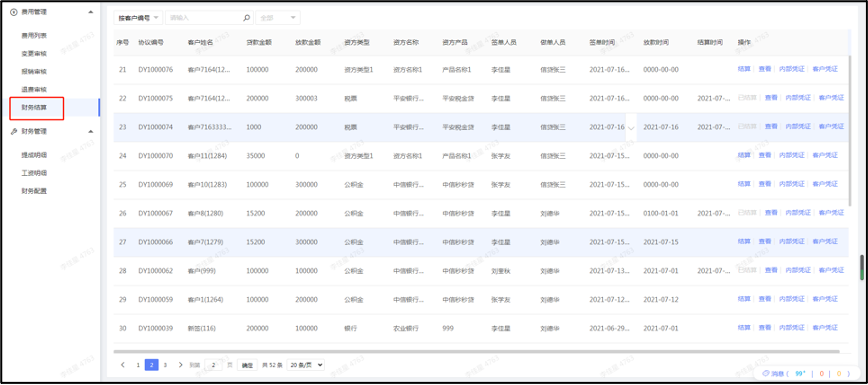 费用管理
费用列表
变更审核
报销审核
退费审核
财务结算
财务管理
提成明细
工资明细
财务配置
按客户编号 请输入 全部
序号 协议编号 客户姓名 贷款金额 放款金额 资方类型 资方名称 资方产品 签单人员 做单人员 签单时间 放款时间 结算时间 操作
21 DY1000076 客户7164(12... 100000 200000 资方类型1 资方名称1 产品名称1 李佳星 信贷张三 2021-07-16... 0000-00-00 结算 查看 内部凭证 客户凭证
22 DY1000075 客户7164(12... 200000 300003 税票 平安银行... 平安税金贷 李佳星 信贷张三 2021-07-16... 0000-00-00 2021-07-... 已结算 查看 内部凭证 客户凭证
23 DY1000074 客户7163333... 1000 200000 税票 平安银行... 平安税金贷 李佳星 信贷张三 2021-07-16 2021-07-16 2021-07-... 已结算 查看 内部凭证 客户凭证
24 DY1000070 客户11(1284) 35000 0 资方类型1 资方名称1 产品名称1 张学友 信贷张三 2021-07-15... 0000-00-00 结算 查看 内部凭证 客户凭证
25 DY1000069 客户10(1283) 100000 300000 公积金 中信银行... 中信秒秒贷 张学友 信贷张三 2021-07-15... 0000-00-00 结算 查看 内部凭证 客户凭证
26 DY1000067 客户8(1280) 15200 200000 公积金 中信银行... 中信秒秒贷 李佳星 刘德华 2021-07-15... 0100-01-01 2021-07-... 已结算 查看 内部凭证 客户凭证
27 DY1000066 客户7(1279) 15200 300000 公积金 中信银行... 中信秒秒贷 李佳星 刘德华 2021-07-15... 2021-07-15 结算 查看 内部凭证 客户凭证
28 DY1000062 客户(999) 100000 100000 公积金 中信银行... 中信秒秒贷 刘里秋 刘德华 2021-07-13... 2021-07-01 2021-07-... 已结算 查看 内部凭证 客户凭证
29 DY1000059 客户1(1264) 100000 200000 公积金 中信银行... 中信秒秒贷 张学友 刘德华 2021-07-12... 2021-07-12 结算 查看 内部凭证 客户凭证
30 DY1000039 新签(116) 200000 100000 银行 农业银行 999 李佳星 刘德华 2021-06-29... 2021-07-01 结算 查看 内部凭证 客户凭证
1 2 3 到第 2 页 确定 共 52 条 20 条/页
消息 ( 99+ | 0 | 0 )